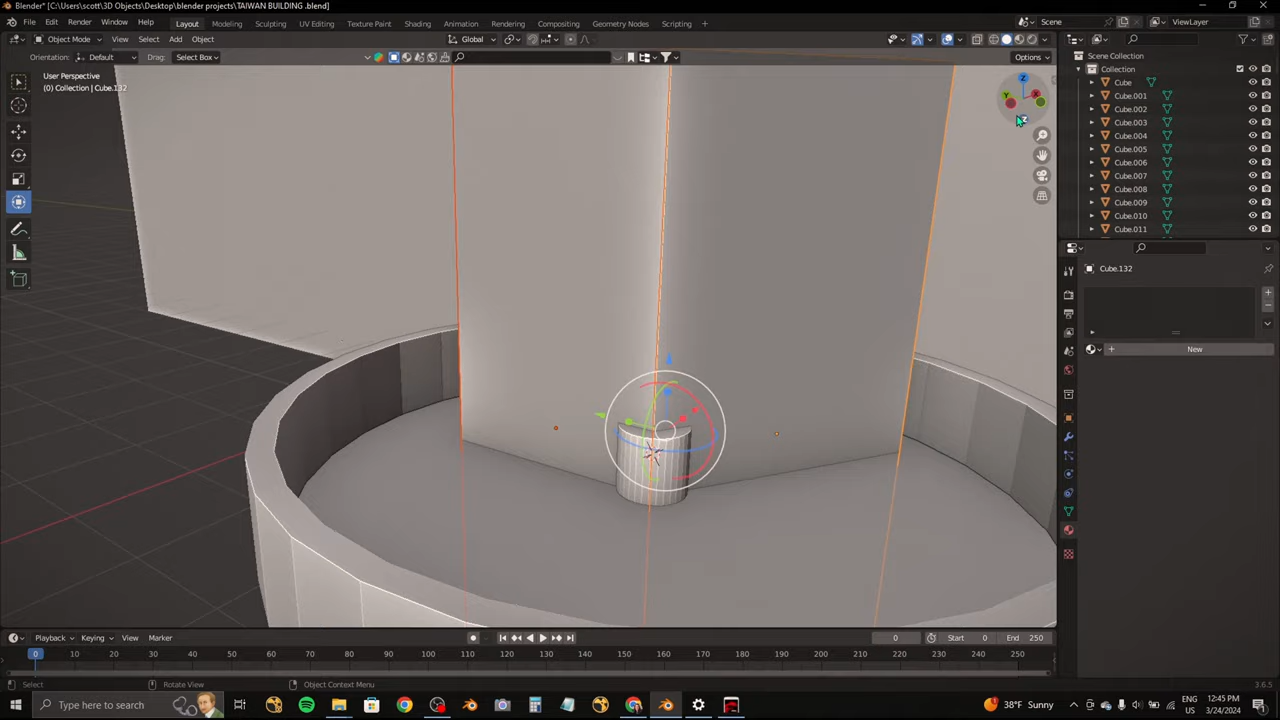 Blender* [C:\Users\scott\3D Objects\Desktop\blender projects\TAIWAN BUILDING .blend]
File Edit Render Window Help Layout Modeling Sculpting UV Editing Texture Paint Shading Animation Rendering Compositing Geometry Nodes Scripting Scene ViewLayer
Object Mode View Select Add Object Global
Orientation: Default Drag: Select Box Options
User Perspective
(0) Collection | Cube.132
Z
Y X
Scene Collection
Collection
Cube
Cube.001
Cube.002
Cube.003
Cube.004
Cube.005
Cube.006
Cube.007
Cube.008
Cube.009
Cube.010
Cube.011
Cube.132
New
Playback Keying View Marker 0 Start 0 End 250
0 10 20 30 40 50 60 70 80 90 100 110 120 130 140 150 160 170 180 190 200 210 220 230 240 250
Select Rotate View Object Context Menu 3.6.5
Type here to search 38°F Sunny ENG US 12:45 PM 3/24/2024